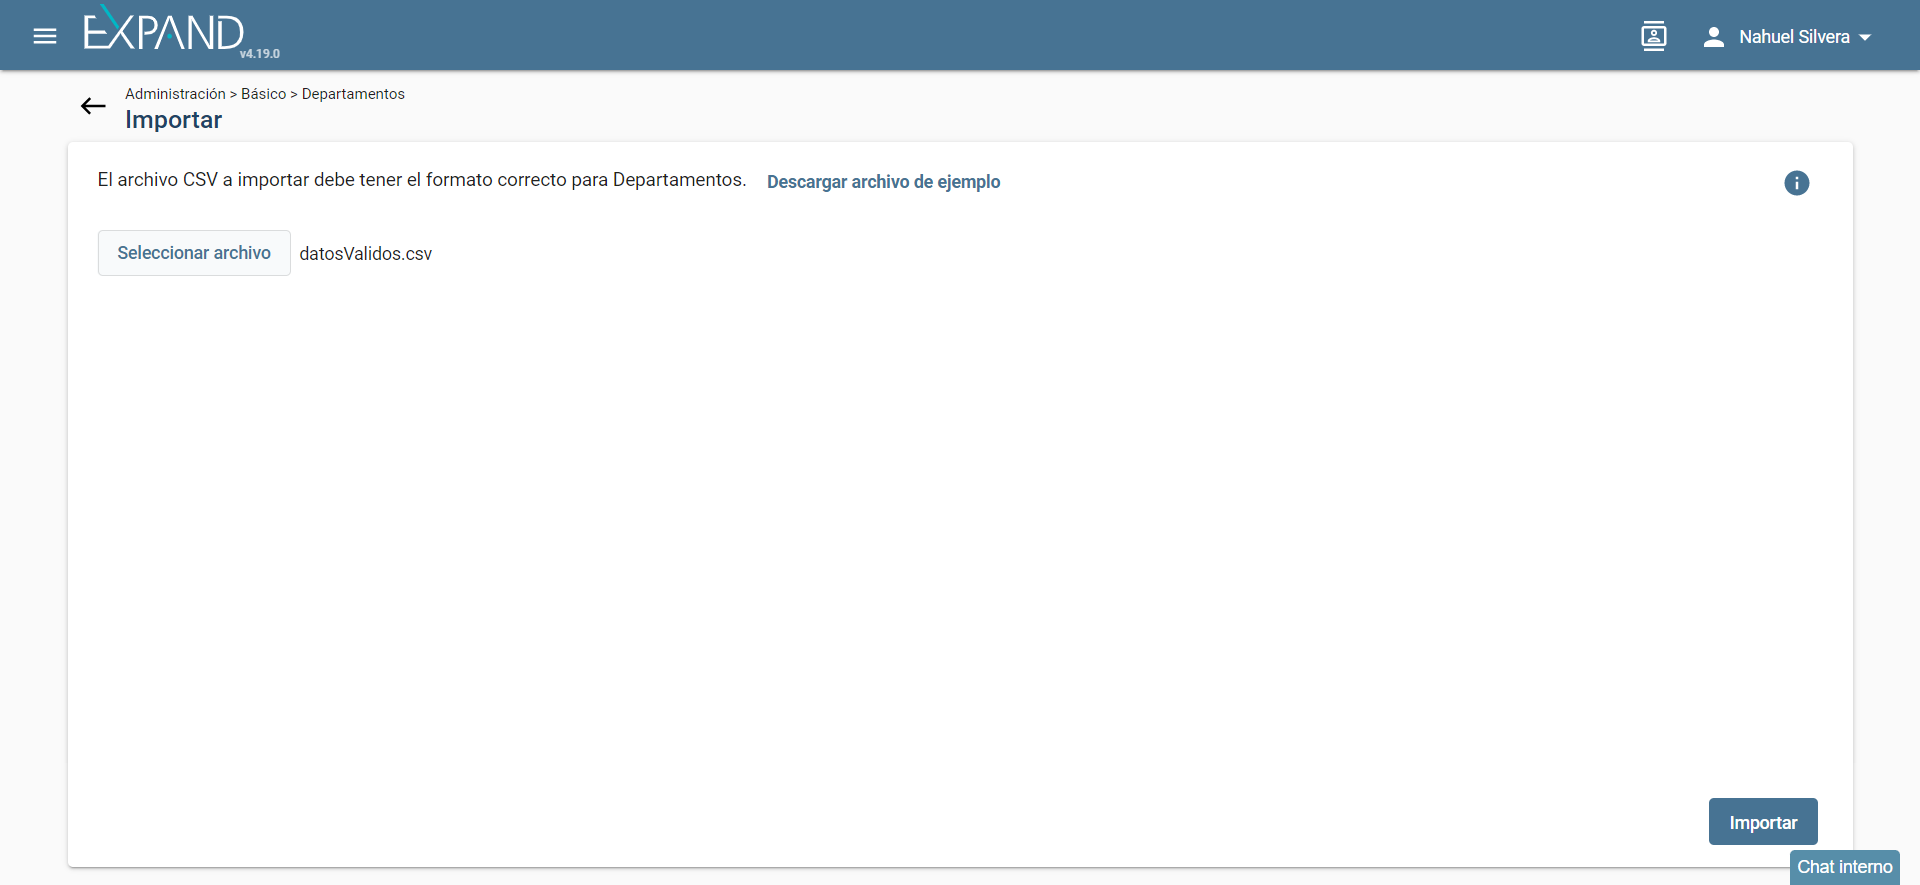 EXPAND
v4.19.0
Nahuel Silvera
Administración > Básico > Departamentos
Importar
El archivo CSV a importar debe tener el formato correcto para Departamentos. Descargar archivo de ejemplo
Seleccionar archivo datosValidos.csv
Importar
Chat interno